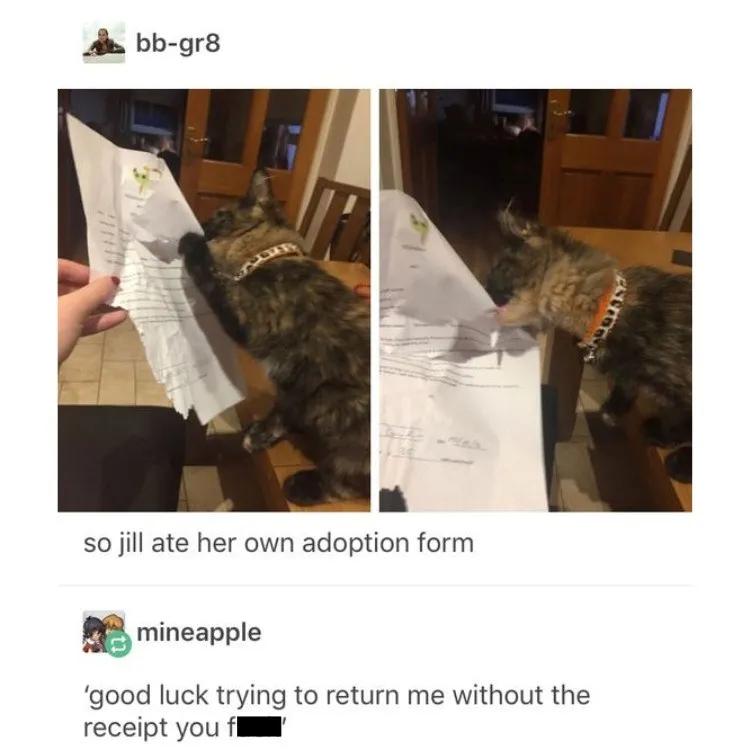 bb-gr8
so jill ate her own adoption form
mineapple
'good luck trying to return me without the
receipt you f